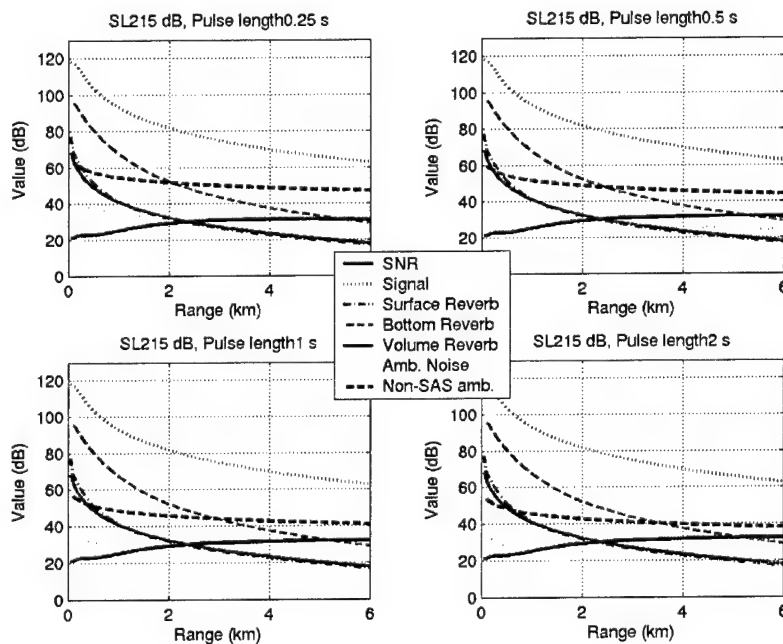 SL215 dB, Pulse length0.25 s
120
100
80
60
40
20
0
Value (dB)
0 2 4 6
Range (km)
SL215 dB, Pulse length0.5 s
120
100
80
60
40
20
Value (dB)
0 2 4 6
Range (km)
SNR
Signal
Surface Reverb
Bottom Reverb
Volume Reverb
Amb. Noise
Non-SAS amb.
SL215 dB, Pulse length1 s
120
100
80
60
40
20
0
Value (dB)
0 2 4 6
Range (km)
SL215 dB, Pulse length2 s
80
60
40
20
0
Value (dB)
0 2 4 6
Range (km)